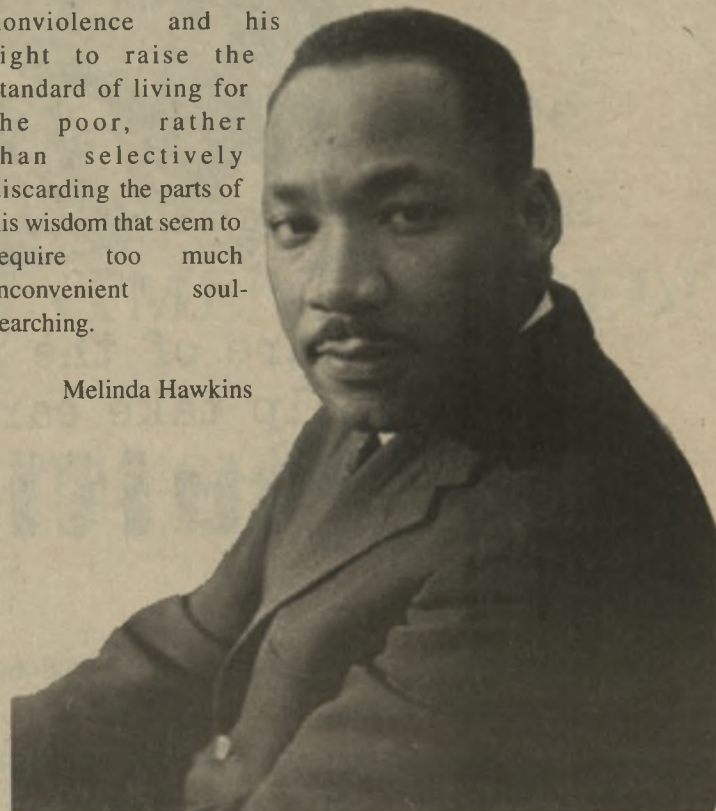 onviolence and his
ight to raise the
tandard of living for
he poor, rather
han selectively
iscarding the parts of
is wisdom that seem to
equire too much
nconvenient soul-
earching.
Melinda Hawkins